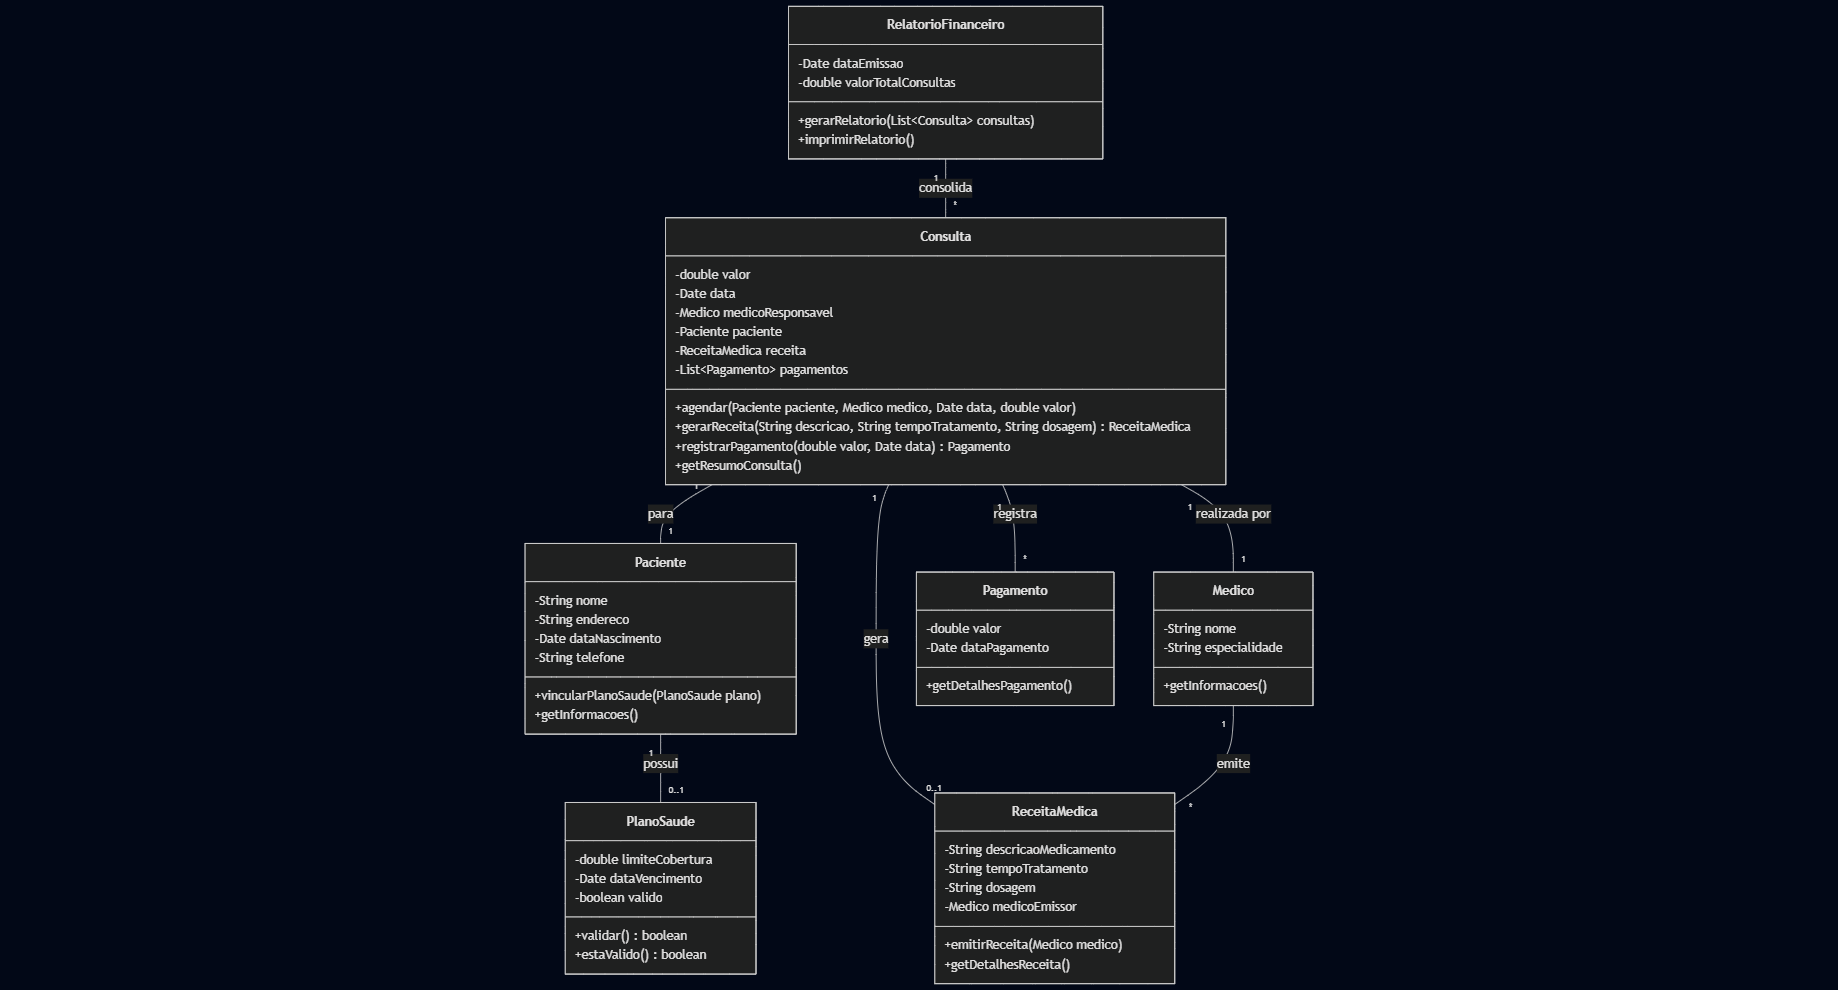 RelatorioFinanceiro
-Date dataEmissao
-double valorTotalConsultas
+gerarRelatorio(List<Consulta> consultas)
+imprimirRelatorio()
1
consolida
*
Consulta
-double valor
-Date data
-Medico medicoResponsavel
-Paciente paciente
-ReceitaMedica receita
-List<Pagamento> pagamentos
+agendar(Paciente paciente, Medico medico, Date data, double valor)
+gerarReceita(String descricao, String tempoTratamento, String dosagem) : ReceitaMedica
+registrarPagamento(double valor, Date data) : Pagamento
+getResumoConsulta()
para
1
Paciente
-String nome
-String endereco
-Date dataNascimento
-String telefone
+vincularPlanoSaude(PlanoSaude plano)
+getInformacoes()
1
possui
0..1
PlanoSaude
-double limiteCobertura
-Date dataVencimento
-boolean valido
+validar() : boolean
+estaValido() : boolean
1
gera
0..1
1
registra
*
Pagamento
-double valor
-Date dataPagamento
+getDetalhesPagamento()
1
realizada por
1
Medico
-String nome
-String especialidade
+getInformacoes()
1
emite
*
ReceitaMedica
-String descricaoMedicamento
-String tempoTratamento
-String dosagem
-Medico medicoEmissor
+emitirReceita(Medico medico)
+getDetalhesReceita()